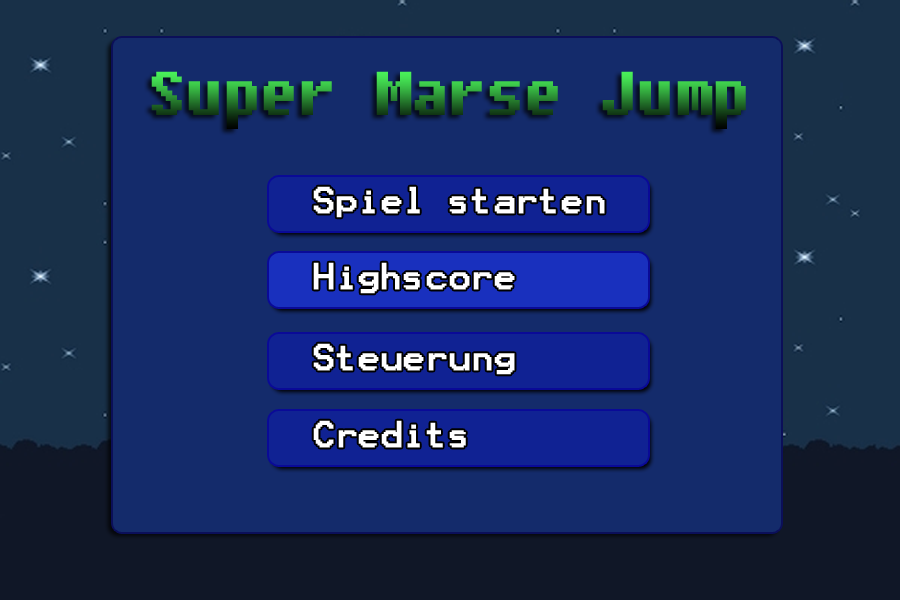 Super Marse Jump
Spiel starten
Highscore
Steuerung
Credits